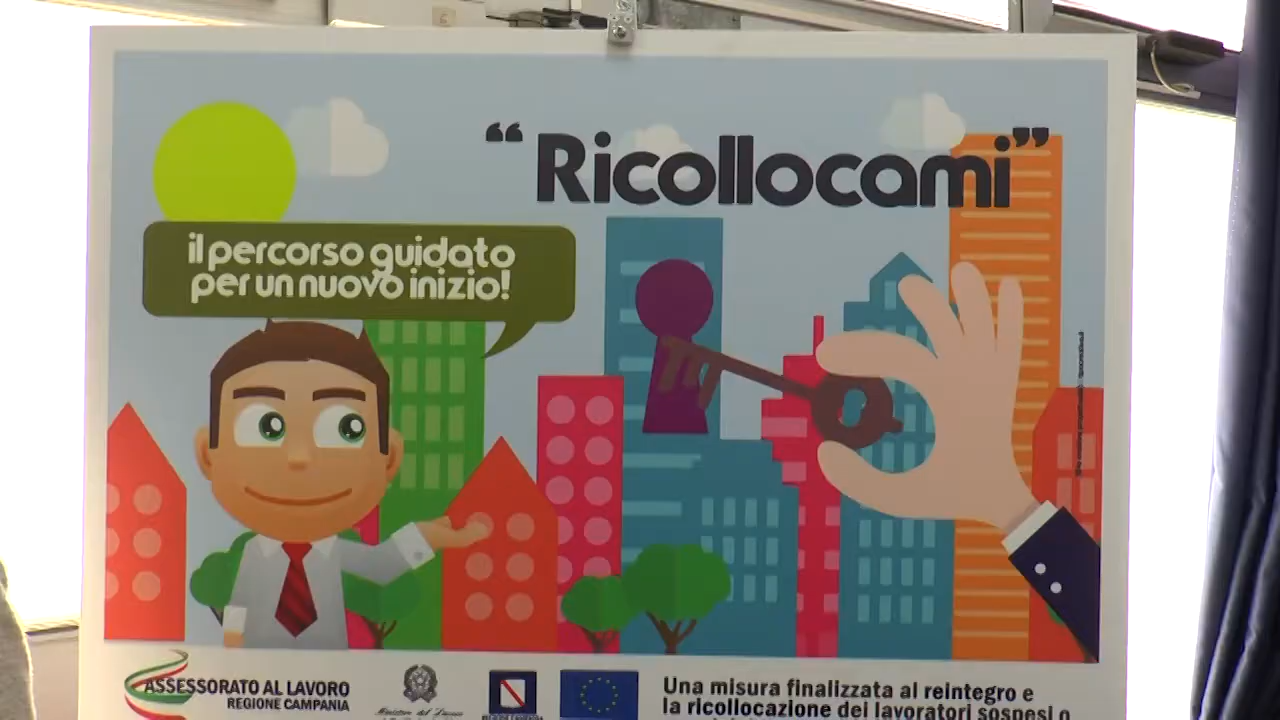 “Ricollocami”
il percorso guidato
per un nuovo inizio!
ASSESSORATO AL LAVORO
REGIONE CAMPANIA
Una misura finalizzata al reintegro e
la ricollocazione dei lavoratori sospesi o